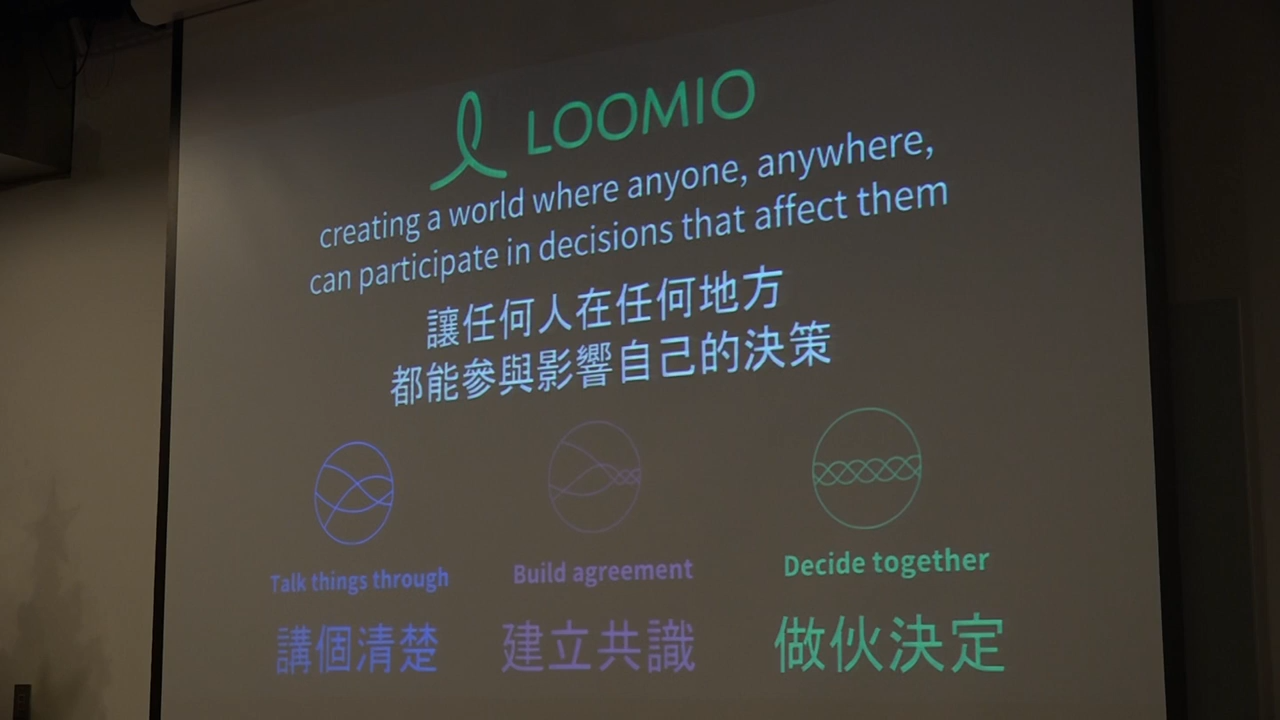 LOOMIO
creating a world where anyone, anywhere,
can participate in decisions that affect them
讓任何人在任何地方
都能參與影響自己的決策
Talk things through
Build agreement
Decide together
講個清楚
建立共識
做伙決定